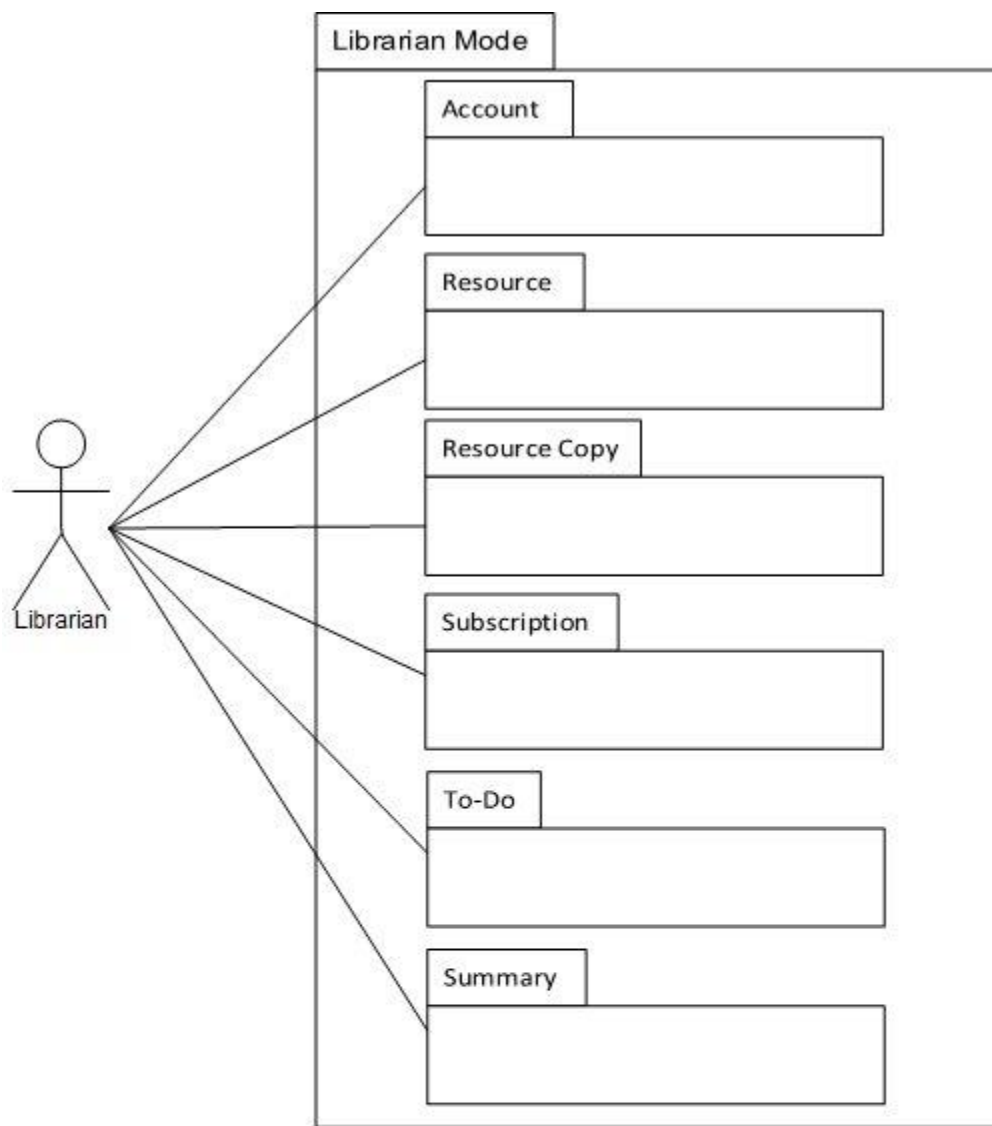 Librarian Mode
Account
Resource
Resource Copy
Librarian
Subscription
To-Do
Summary